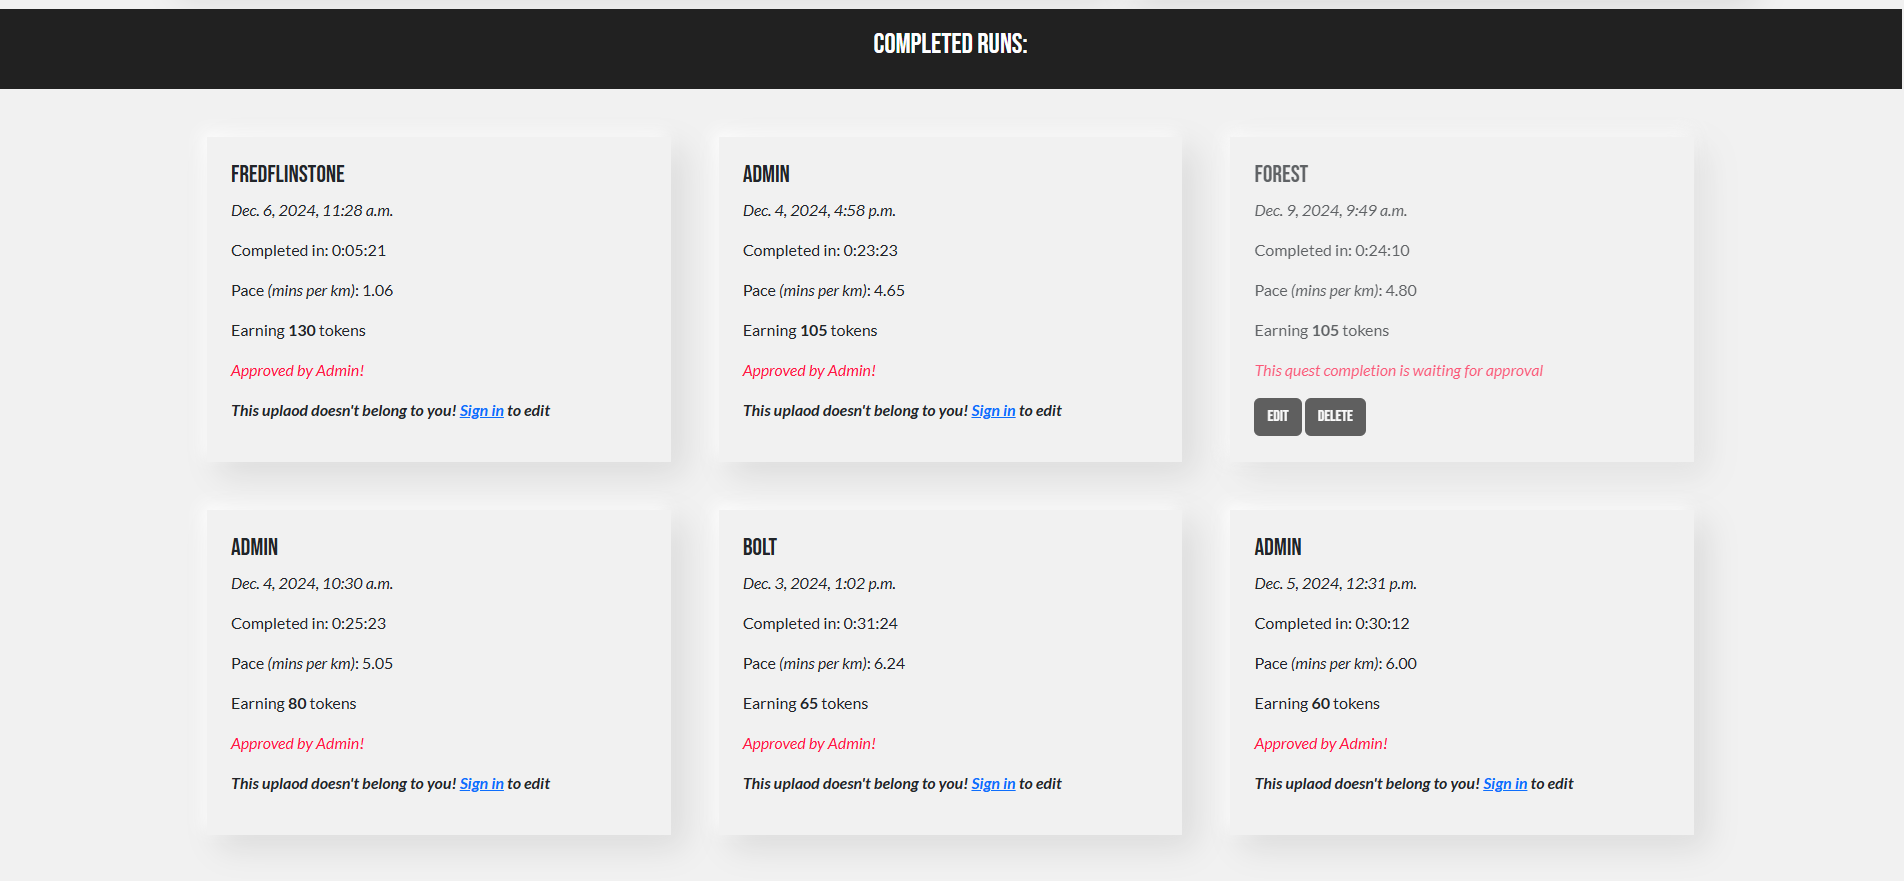 COMPLETED RUNS:
FREDFLINSTONE
Dec. 6, 2024, 11:28 a.m.
Completed in: 0:05:21
Pace (mins per km): 1.06
Earning 130 tokens
Approved by Admin!
This uplaod doesn't belong to you! Sign in to edit
ADMIN
Dec. 4, 2024, 4:58 p.m.
Completed in: 0:23:23
Pace (mins per km): 4.65
Earning 105 tokens
Approved by Admin!
This uplaod doesn't belong to you! Sign in to edit
FOREST
Dec. 9, 2024, 9:49 a.m.
Completed in: 0:24:10
Pace (mins per km): 4.80
Earning 105 tokens
This quest completion is waiting for approval
EDIT DELETE
ADMIN
Dec. 4, 2024, 10:30 a.m.
Completed in: 0:25:23
Pace (mins per km): 5.05
Earning 80 tokens
Approved by Admin!
This uplaod doesn't belong to you! Sign in to edit
BOLT
Dec. 3, 2024, 1:02 p.m.
Completed in: 0:31:24
Pace (mins per km): 6.24
Earning 65 tokens
Approved by Admin!
This uplaod doesn't belong to you! Sign in to edit
ADMIN
Dec. 5, 2024, 12:31 p.m.
Completed in: 0:30:12
Pace (mins per km): 6.00
Earning 60 tokens
Approved by Admin!
This uplaod doesn't belong to you! Sign in to edit